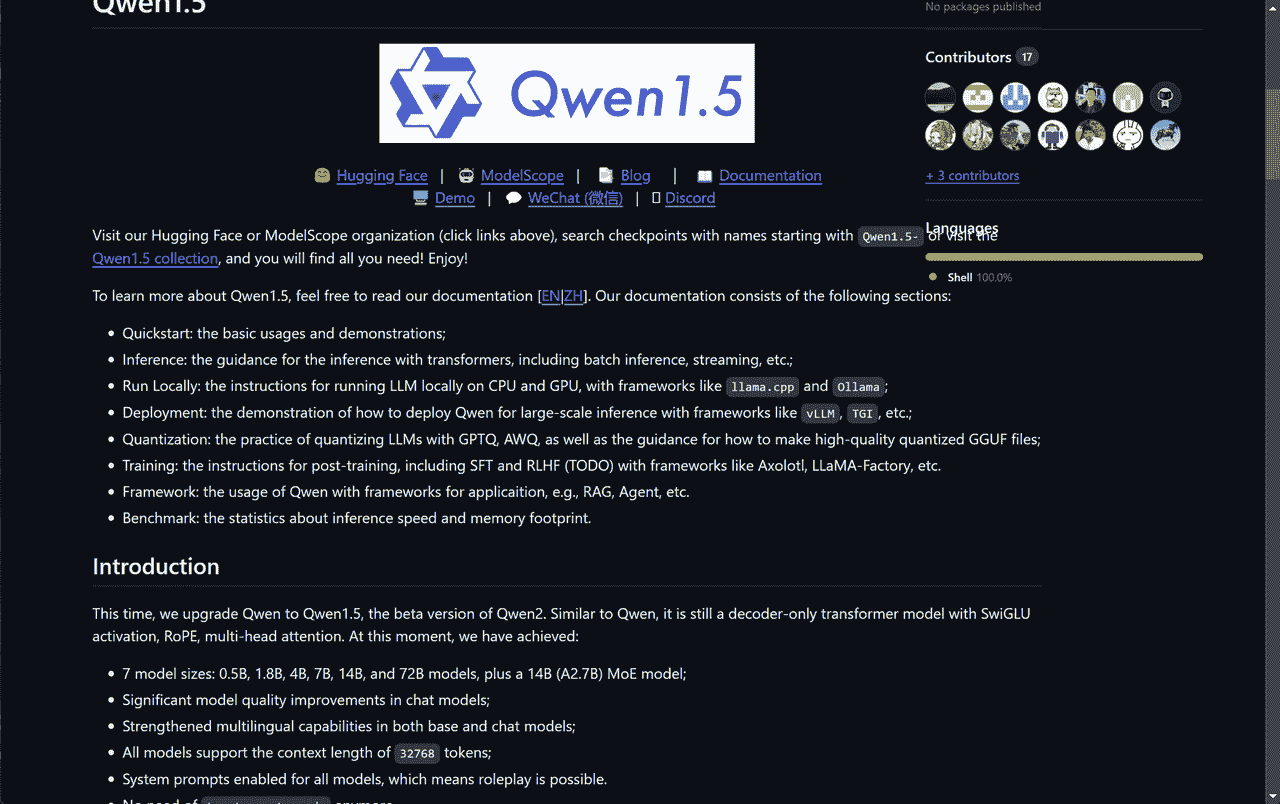 Qwen1.5
Qwen1.5
Hugging Face | ModelScope | Blog | Documentation
Demo | WeChat (微信) | Discord
Visit our Hugging Face or ModelScope organization (click links above), search checkpoints with names starting with Qwen1.5- or visit the
Qwen1.5 collection, and you will find all you need! Enjoy!
To learn more about Qwen1.5, feel free to read our documentation [EN|ZH]. Our documentation consists of the following sections:
• Quickstart: the basic usages and demonstrations;
• Inference: the guidance for the inference with transformers, including batch inference, streaming, etc.;
• Run Locally: the instructions for running LLM locally on CPU and GPU, with frameworks like llama.cpp and Ollama;
• Deployment: the demonstration of how to deploy Qwen for large-scale inference with frameworks like vLLM, TGI, etc.;
• Quantization: the practice of quantizing LLMs with GPTQ, AWQ, as well as the guidance for how to make high-quality quantized GGUF files;
• Training: the instructions for post-training, including SFT and RLHF (TODO) with frameworks like Axolotl, LLaMA-Factory, etc.
• Framework: the usage of Qwen with frameworks for applicaition, e.g., RAG, Agent, etc.
• Benchmark: the statistics about inference speed and memory footprint.
Introduction
This time, we upgrade Qwen to Qwen1.5, the beta version of Qwen2. Similar to Qwen, it is still a decoder-only transformer model with SwiGLU
activation, RoPE, multi-head attention. At this moment, we have achieved:
• 7 model sizes: 0.5B, 1.8B, 4B, 7B, 14B, and 72B models, plus a 14B (A2.7B) MoE model;
• Significant model quality improvements in chat models;
• Strengthened multilingual capabilities in both base and chat models;
• All models support the context length of 32768 tokens;
• System prompts enabled for all models, which means roleplay is possible.
• No need of
No packages published
Contributors 17
+ 3 contributors
Languages
Shell 100.0%